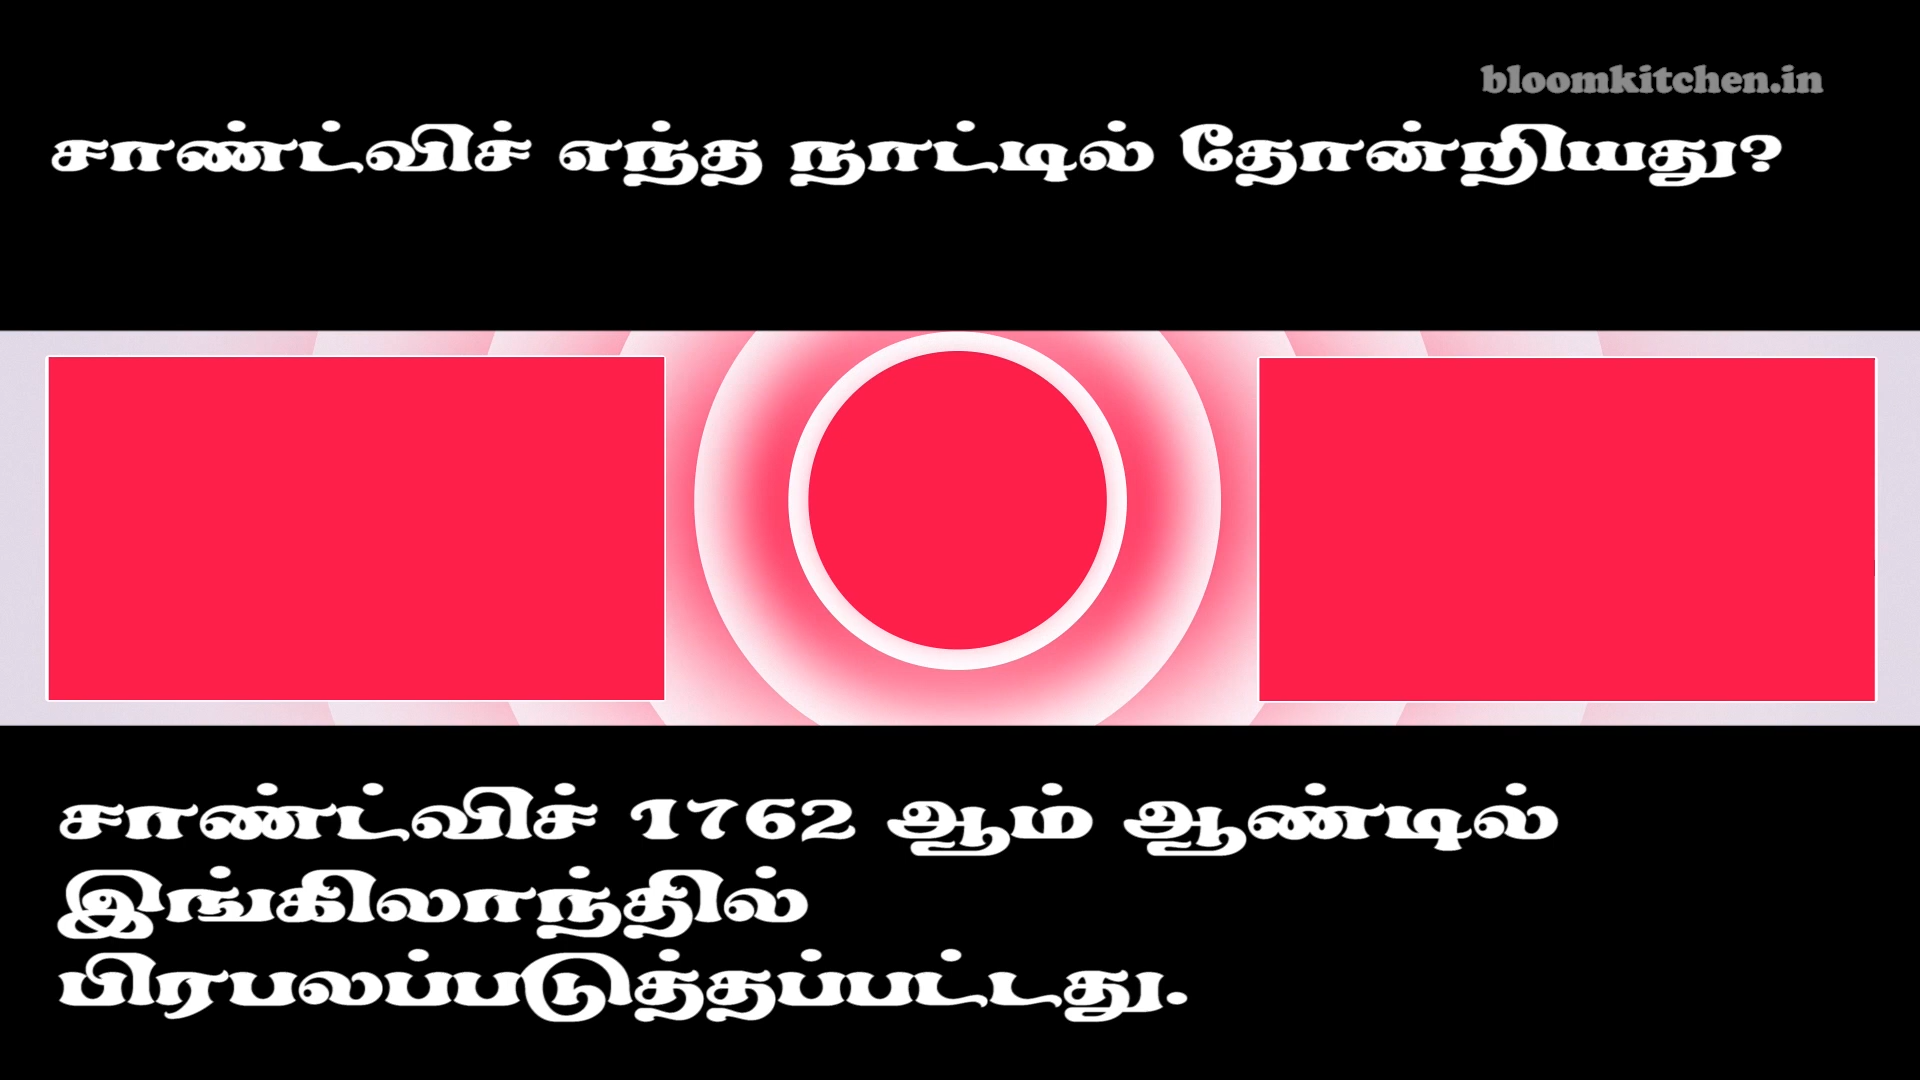 bloomkitchen.in
சாண்ட்விச் எந்த நாட்டில் தோன்றியது?
சாண்ட்விச் 1762 ஆம் ஆண்டில்
இங்கிலாந்தில்
பிரபலப்படுத்தப்பட்டது.